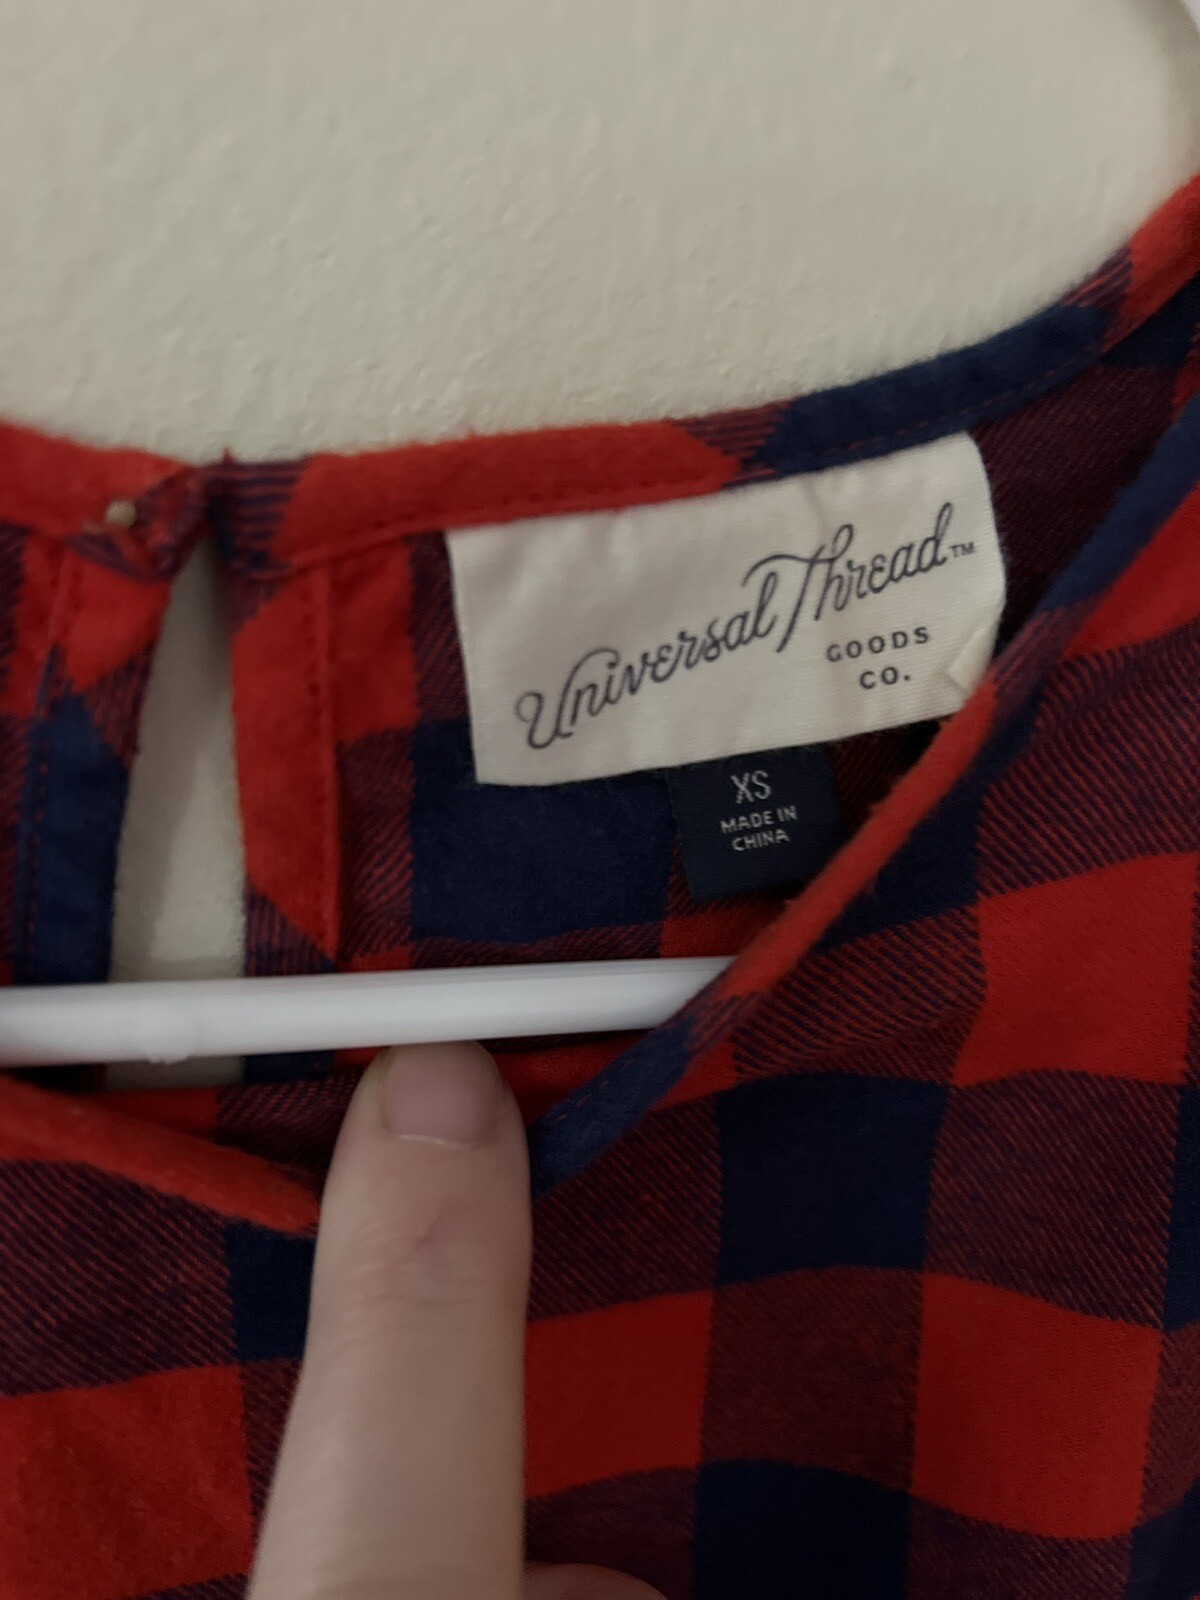 Universal Thread™
GOODS
CO.
XS
MADE IN
CHINA